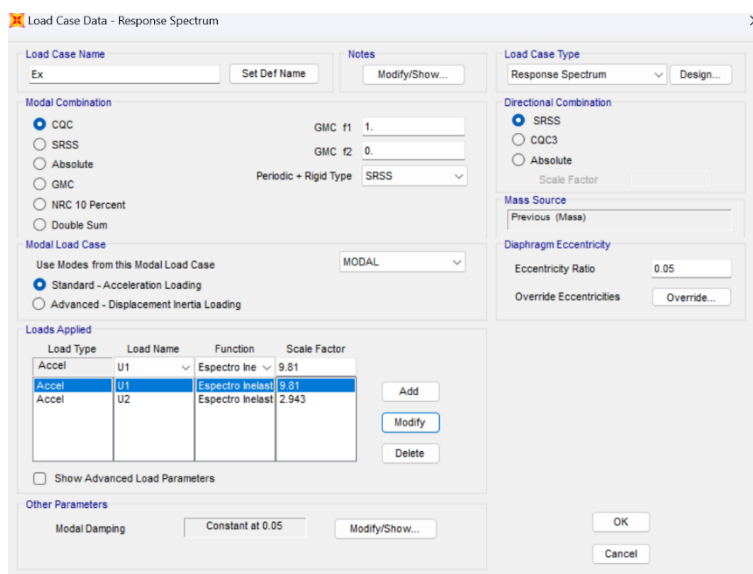 Load Case Data - Response Spectrum
Load Case Name
Ex
Set Def Name
Notes
Modify/Show...
Load Case Type
Response Spectrum
Design...
Modal Combination
CQC
SRSS
Absolute
GMC
NRC 10 Percent
Double Sum
GMC f1 1.
GMC f2 0.
Periodic + Rigid Type SRSS
Directional Combination
SRSS
CQC3
Absolute
Scale Factor
Mass Source
Previous (Masa)
Modal Load Case
Use Modes from this Modal Load Case MODAL
Standard - Acceleration Loading
Advanced - Displacement Inertia Loading
Diaphragm Eccentricity
Eccentricity Ratio 0.05
Override Eccentricities Override...
Loads Applied
Load Type Load Name Function Scale Factor
Accel U1 Espectro Ine 9.81
Accel U1 Espectro Inelast 9.81
Accel U2 Espectro Inelast 2.943
Add
Modify
Delete
Show Advanced Load Parameters
Other Parameters
Modal Damping Constant at 0.05 Modify/Show...
OK
Cancel